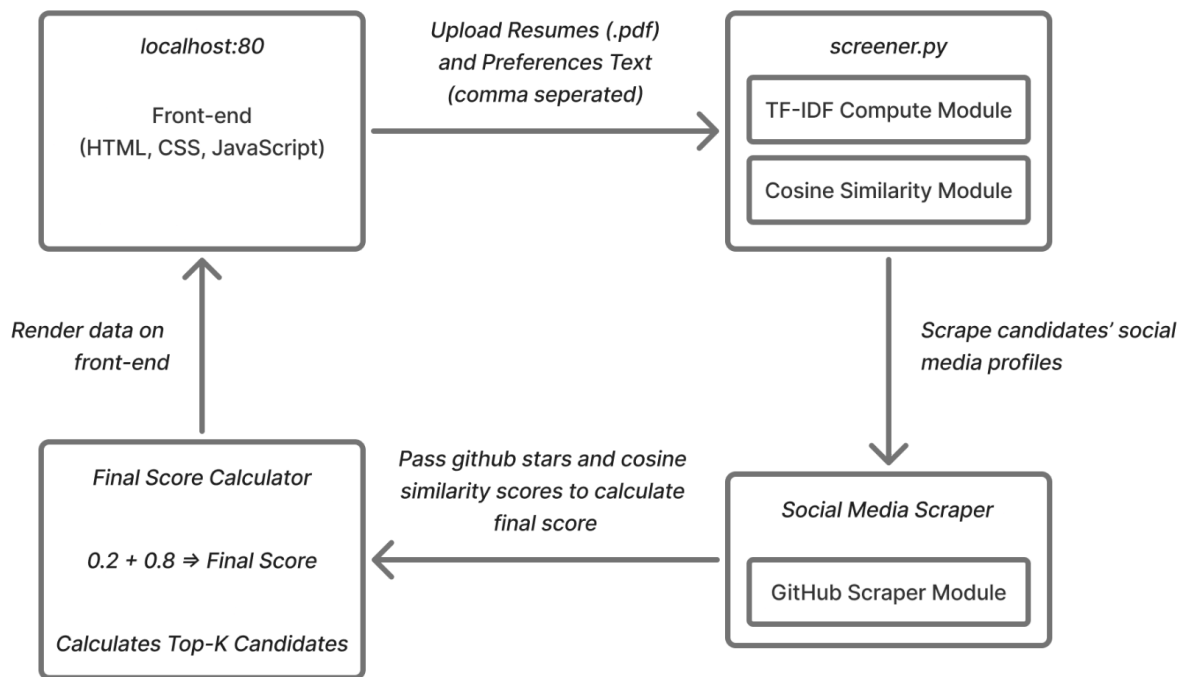 localhost:80
Front-end
(HTML, CSS, JavaScript)
Upload Resumes (.pdf)
and Preferences Text
(comma seperated)
screener.py
TF-IDF Compute Module
Cosine Similarity Module
Render data on
front-end
Scrape candidates’ social
media profiles
Final Score Calculator
0.2 + 0.8 ⇒ Final Score
Calculates Top-K Candidates
Pass github stars and cosine
similarity scores to calculate
final score
Social Media Scraper
GitHub Scraper Module